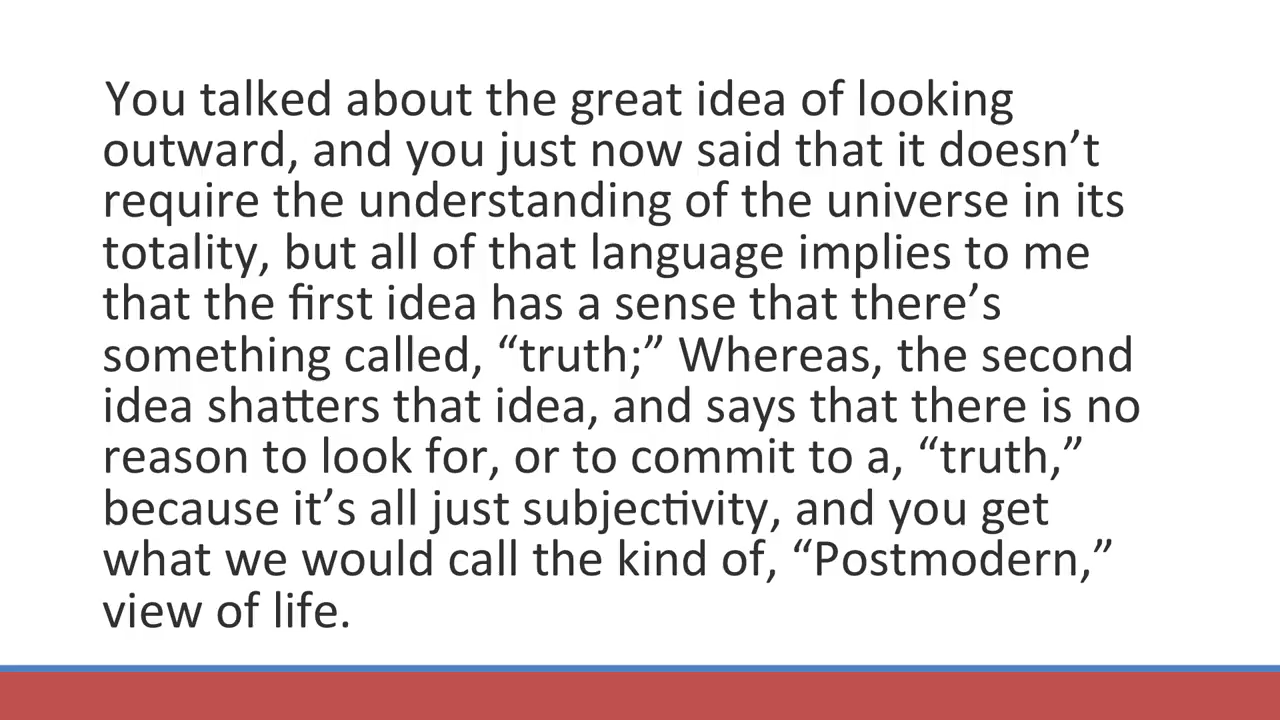 You talked about the great idea of looking
outward, and you just now said that it doesn’t
require the understanding of the universe in its
totality, but all of that language implies to me
that the first idea has a sense that there’s
something called, “truth;” Whereas, the second
idea shatters that idea, and says that there is no
reason to look for, or to commit to a, “truth,”
because it’s all just subjectivity, and you get
what we would call the kind of, “Postmodern,”
view of life.